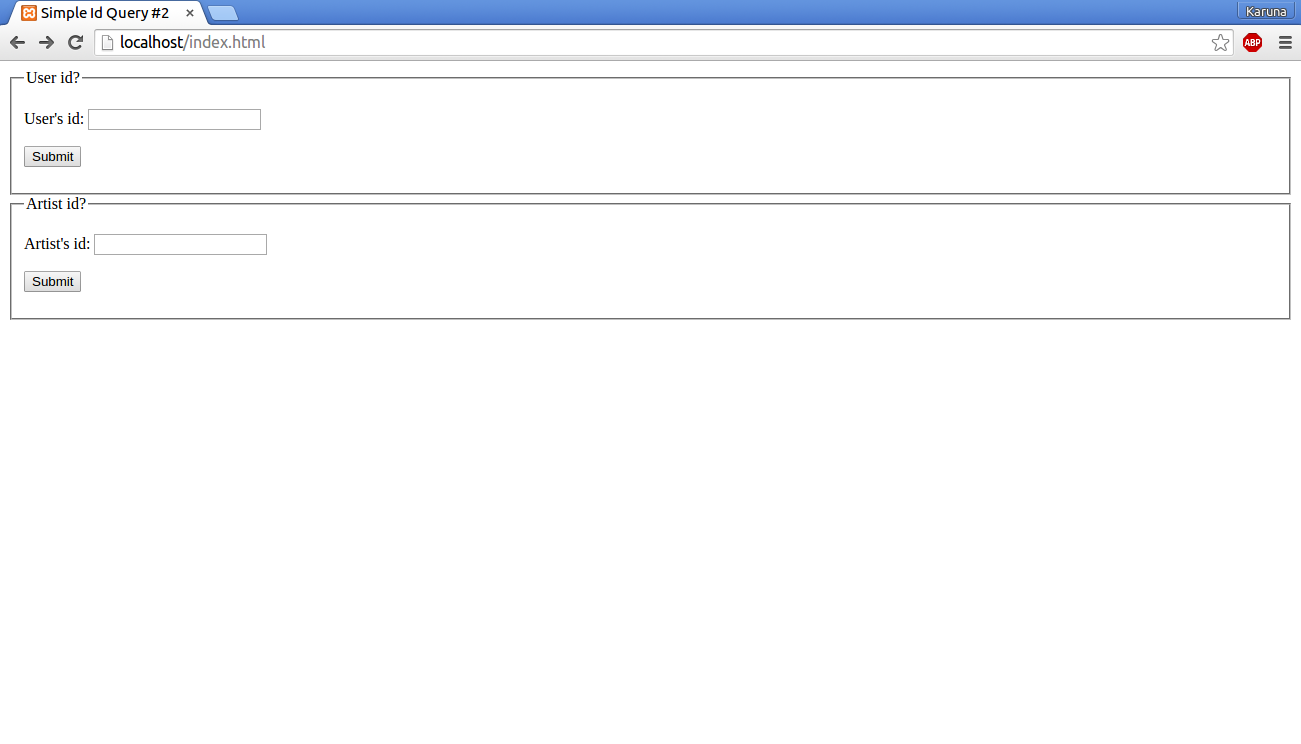 Simple Id Query #2
Karuna
localhost/index.html
ABP
User id?
User's id:
Submit
Artist id?
Artist's id:
Submit